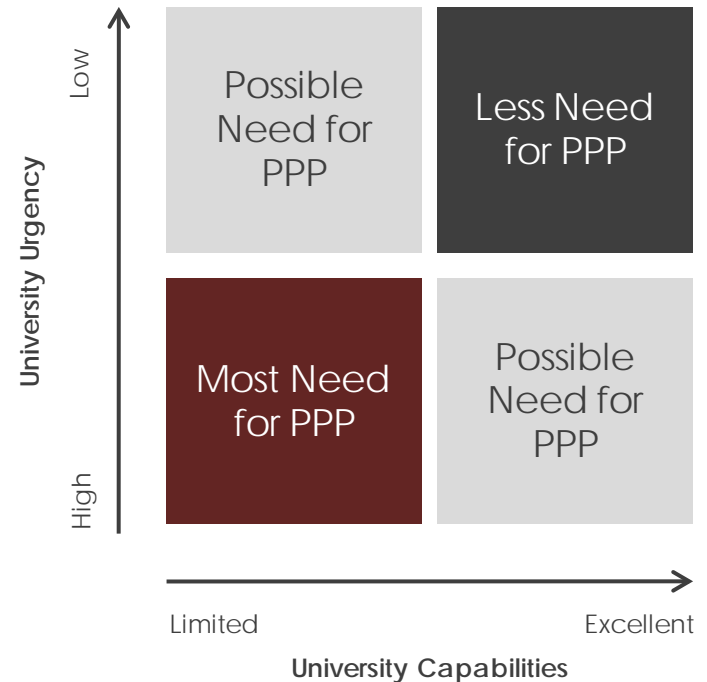 Low
University Urgency
High
Possible
Need for
PPP
Less Need
for PPP
Most Need
for PPP
Possible
Need for
PPP
Limited
Excellent
University Capabilities